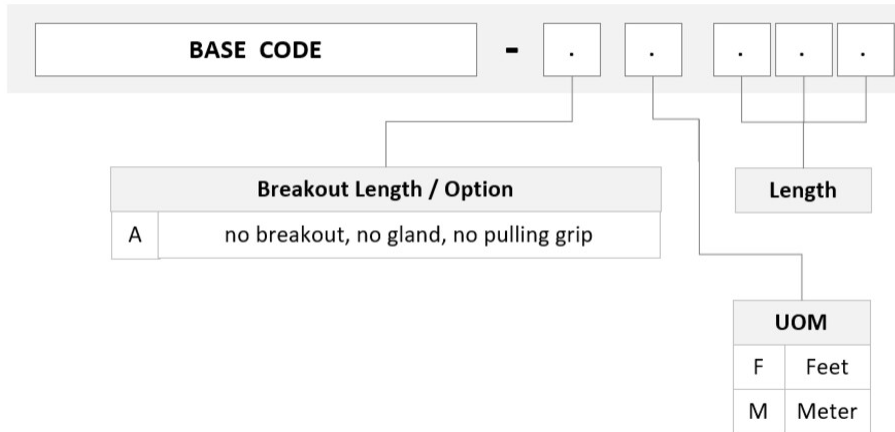 BASE CODE - . . . . .
Breakout Length / Option
A no breakout, no gland, no pulling grip
Length
UOM
F Feet
M Meter